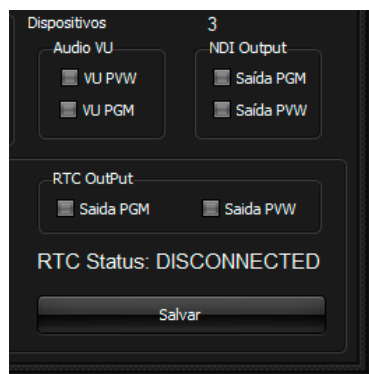 Dispositivos 3
Audio VU NDI Output
VU PVW Saída PGM
VU PGM Saída PVW
RTC OutPut
Saida PGM Saida PVW
RTC Status: DISCONNECTED
Salvar